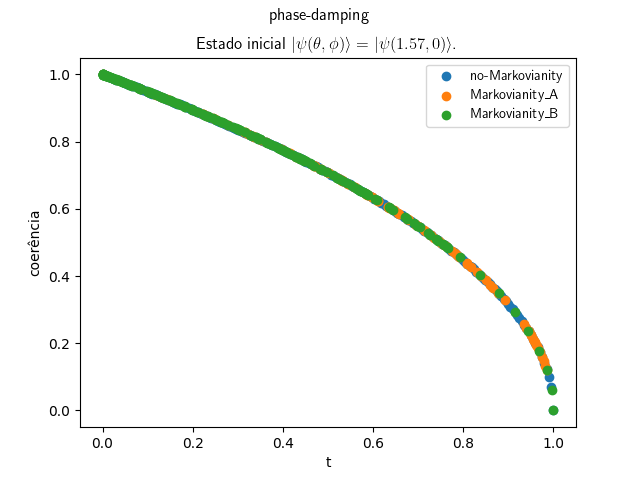 phase-damping
Estado inicial |ψ(θ, ϕ)⟩ = |ψ(1.57, 0)⟩.
no-Markovianity
Markovianity_A
Markovianity_B
1.0
0.8
0.6
0.4
0.2
0.0
coerência
0.0 0.2 0.4 0.6 0.8 1.0
t